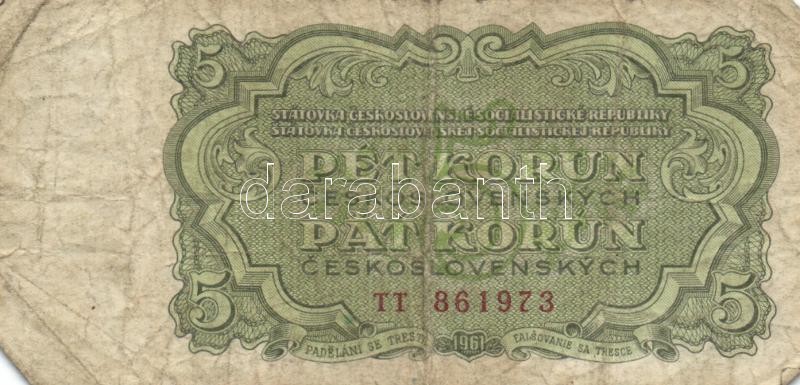 5 5
STÁTOVKA ČESKOSLOVENSKÉ SOCIALISTICKÉ REPUBLIKY
ŠTÁTOVKA ČESKOSLOVENSKEJ SOCIALISTICKEJ REPUBLIKY
PĚT KORUN
ČESKOSLOVENSKÝCH
darabanth
PÄŤ KORÚN
ČESKOSLOVENSKÝCH
5 TT 861973 5
PADĚLÁNÍ SE TRESTÁ 1961 FALŠOVANIE SA TRESCE